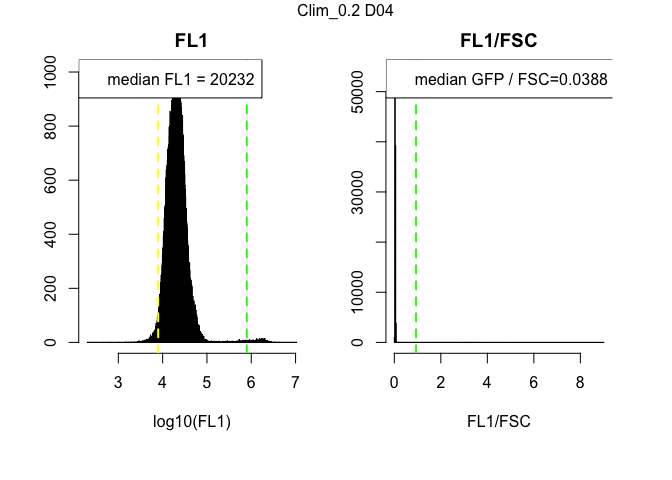 Clim_0.2 D04
FL1
median FL1 = 20232
0
200
400
600
800
1000
3 4 5 6 7
log10(FL1)
FL1/FSC
median GFP / FSC=0.0388
0
10000
30000
50000
0 2 4 6 8
FL1/FSC